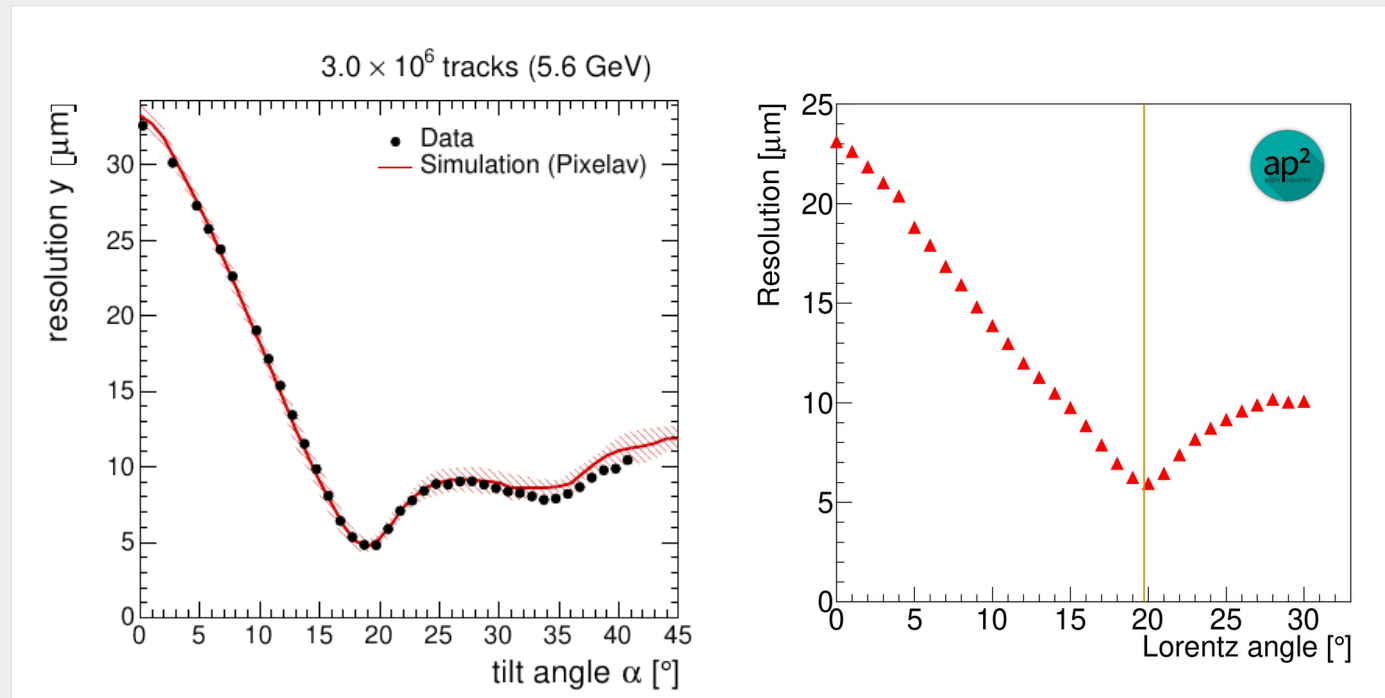 3.0 × 10⁶ tracks (5.6 GeV)
resolution y [μm]
Data
Simulation (Pixelav)
30
25
20
15
10
5
0
0 5 10 15 20 25 30 35 40 45
tilt angle α [°]
Resolution [μm]
25
20
15
10
5
0
ap²
0 5 10 15 20 25 30
Lorentz angle [°]